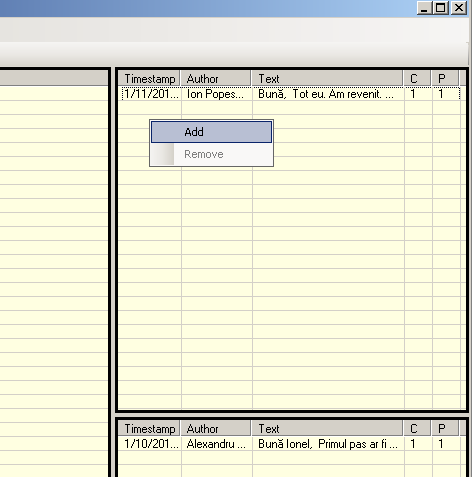 Timestamp Author Text C P
1/11/201... Ion Popes... Bună, Tot eu. Am revenit. ... 1 1
Add
Remove
Timestamp Author Text C P
1/10/201... Alexandru ... Bună Ionel, Primul pas ar fi ... 1 1